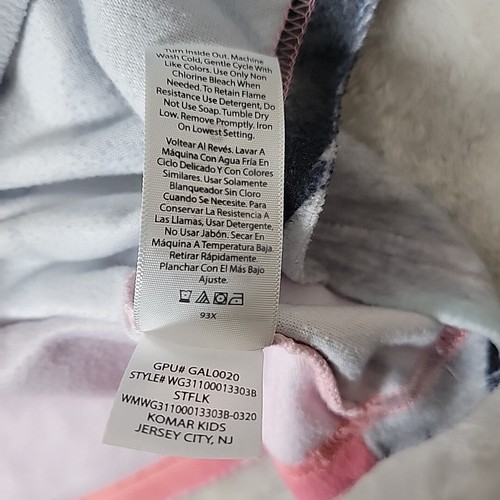 Turn Inside Out. Machine
Wash Cold, Gentle Cycle With
Like Colors. Use Only Non
Chlorine Bleach When
Needed. To Retain Flame
Resistance Use Detergent, Do
Not Use Soap. Tumble Dry
Low. Remove Promptly. Iron
On Lowest Setting.
Voltear Al Revés. Lavar A
Máquina Con Agua Fría En
Ciclo Delicado Y Con Colores
Similares. Usar Solamente
Blanqueador Sin Cloro
Cuando Se Necesite. Para
Conservar La Resistencia A
Las Llamas, Usar Detergente.
No Usar Jabón. Secar En
Máquina A Temperatura Baja.
Retirar Rápidamente.
Planchar Con El Más Bajo
Ajuste.
93X
GPU# GAL0020
STYLE# WG31100013303B
STFLK
WMWG31100013303B-0320
KOMAR KIDS
JERSEY CITY, NJ